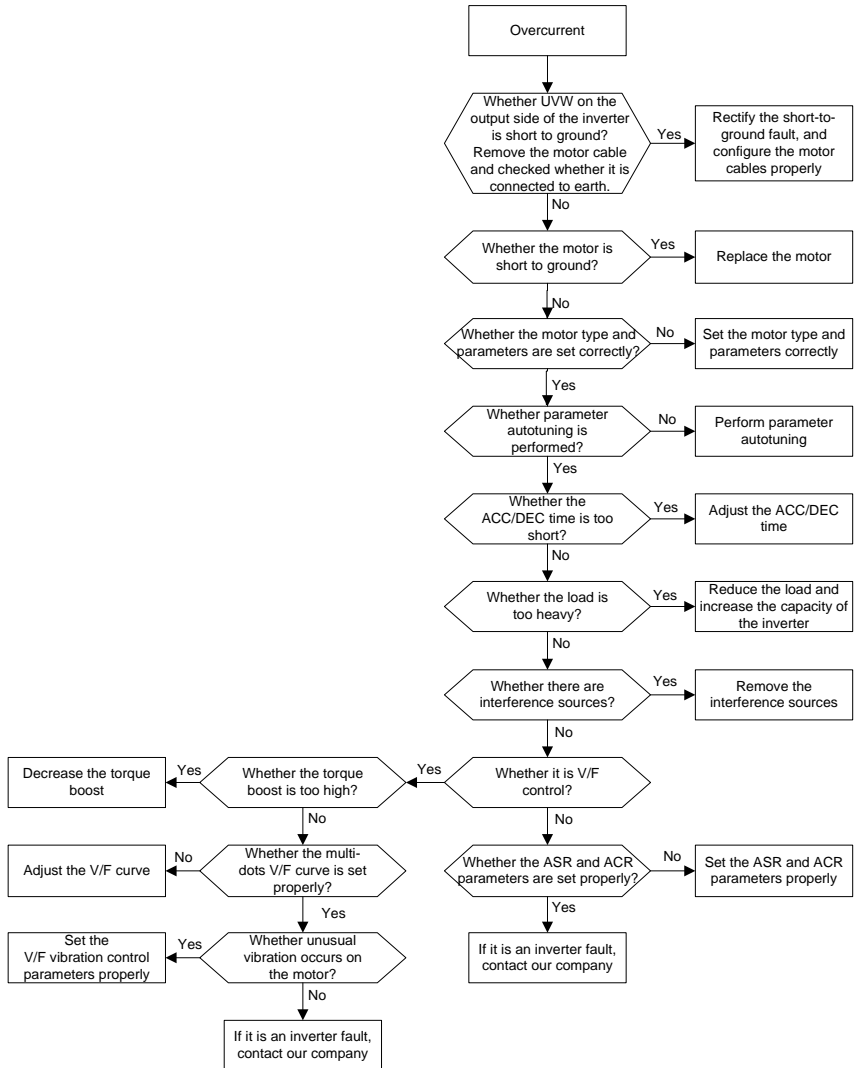 Overcurrent
Whether UVW on the
output side of the inverter
is short to ground?
Remove the motor cable
and checked whether it is
connected to earth.
Yes
Rectify the short-to-
ground fault, and
configure the motor
cables properly
No
Whether the motor is
short to ground?
Yes
Replace the motor
No
Whether the motor type and
parameters are set correctly?
No
Set the motor type and
parameters correctly
Yes
Whether parameter
autotuning is
performed?
No
Perform parameter
autotuning
Yes
Whether the
ACC/DEC time is too
short?
Yes
Adjust the ACC/DEC
time
No
Whether the load is
too heavy?
Yes
Reduce the load and
increase the capacity of
the inverter
No
Whether there are
interference sources?
Yes
Remove the
interference sources
No
Decrease the torque
boost
Yes
Whether the torque
boost is too high?
Yes
Whether it is V/F
control?
No
No
Adjust the V/F curve
No
Whether the multi-
dots V/F curve is set
properly?
Whether the ASR and ACR
parameters are set properly?
No
Set the ASR and ACR
parameters properly
Yes
Yes
Set the
V/F vibration control
parameters properly
Yes
Whether unusual
vibration occurs on
the motor?
If it is an inverter fault,
contact our company
No
If it is an inverter fault,
contact our company